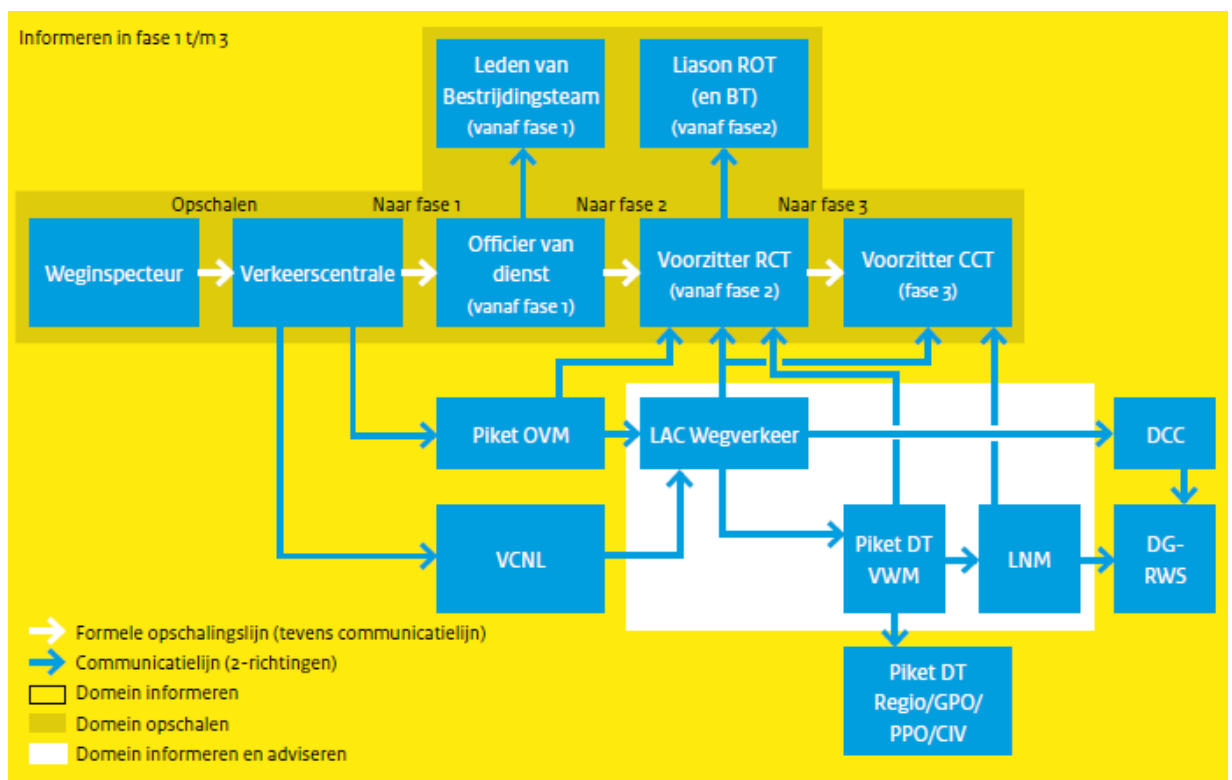 Informeren in fase 1 t/m 3
Leden van
Bestrijdingsteam
(vanaf fase 1)
Liason ROT
(en BT)
(vanaf fase2)
Opschalen
Naar fase 1
Naar fase 2
Naar fase 3
Weginspecteur
Verkeerscentrale
Officier van
dienst
(vanaf fase 1)
Voorzitter RCT
(vanaf fase 2)
Voorzitter CCT
(fase 3)
Piket OVM
LAC Wegverkeer
DCC
VCNL
Piket DT
VWM
LNM
DG-
RWS
Piket DT
Regio/GPO/
PPO/CIV
Formele opschalingslijn (tevens communicatielijn)
Communicatielijn (2-richtingen)
Domein informeren
Domein opschalen
Domein informeren en adviseren